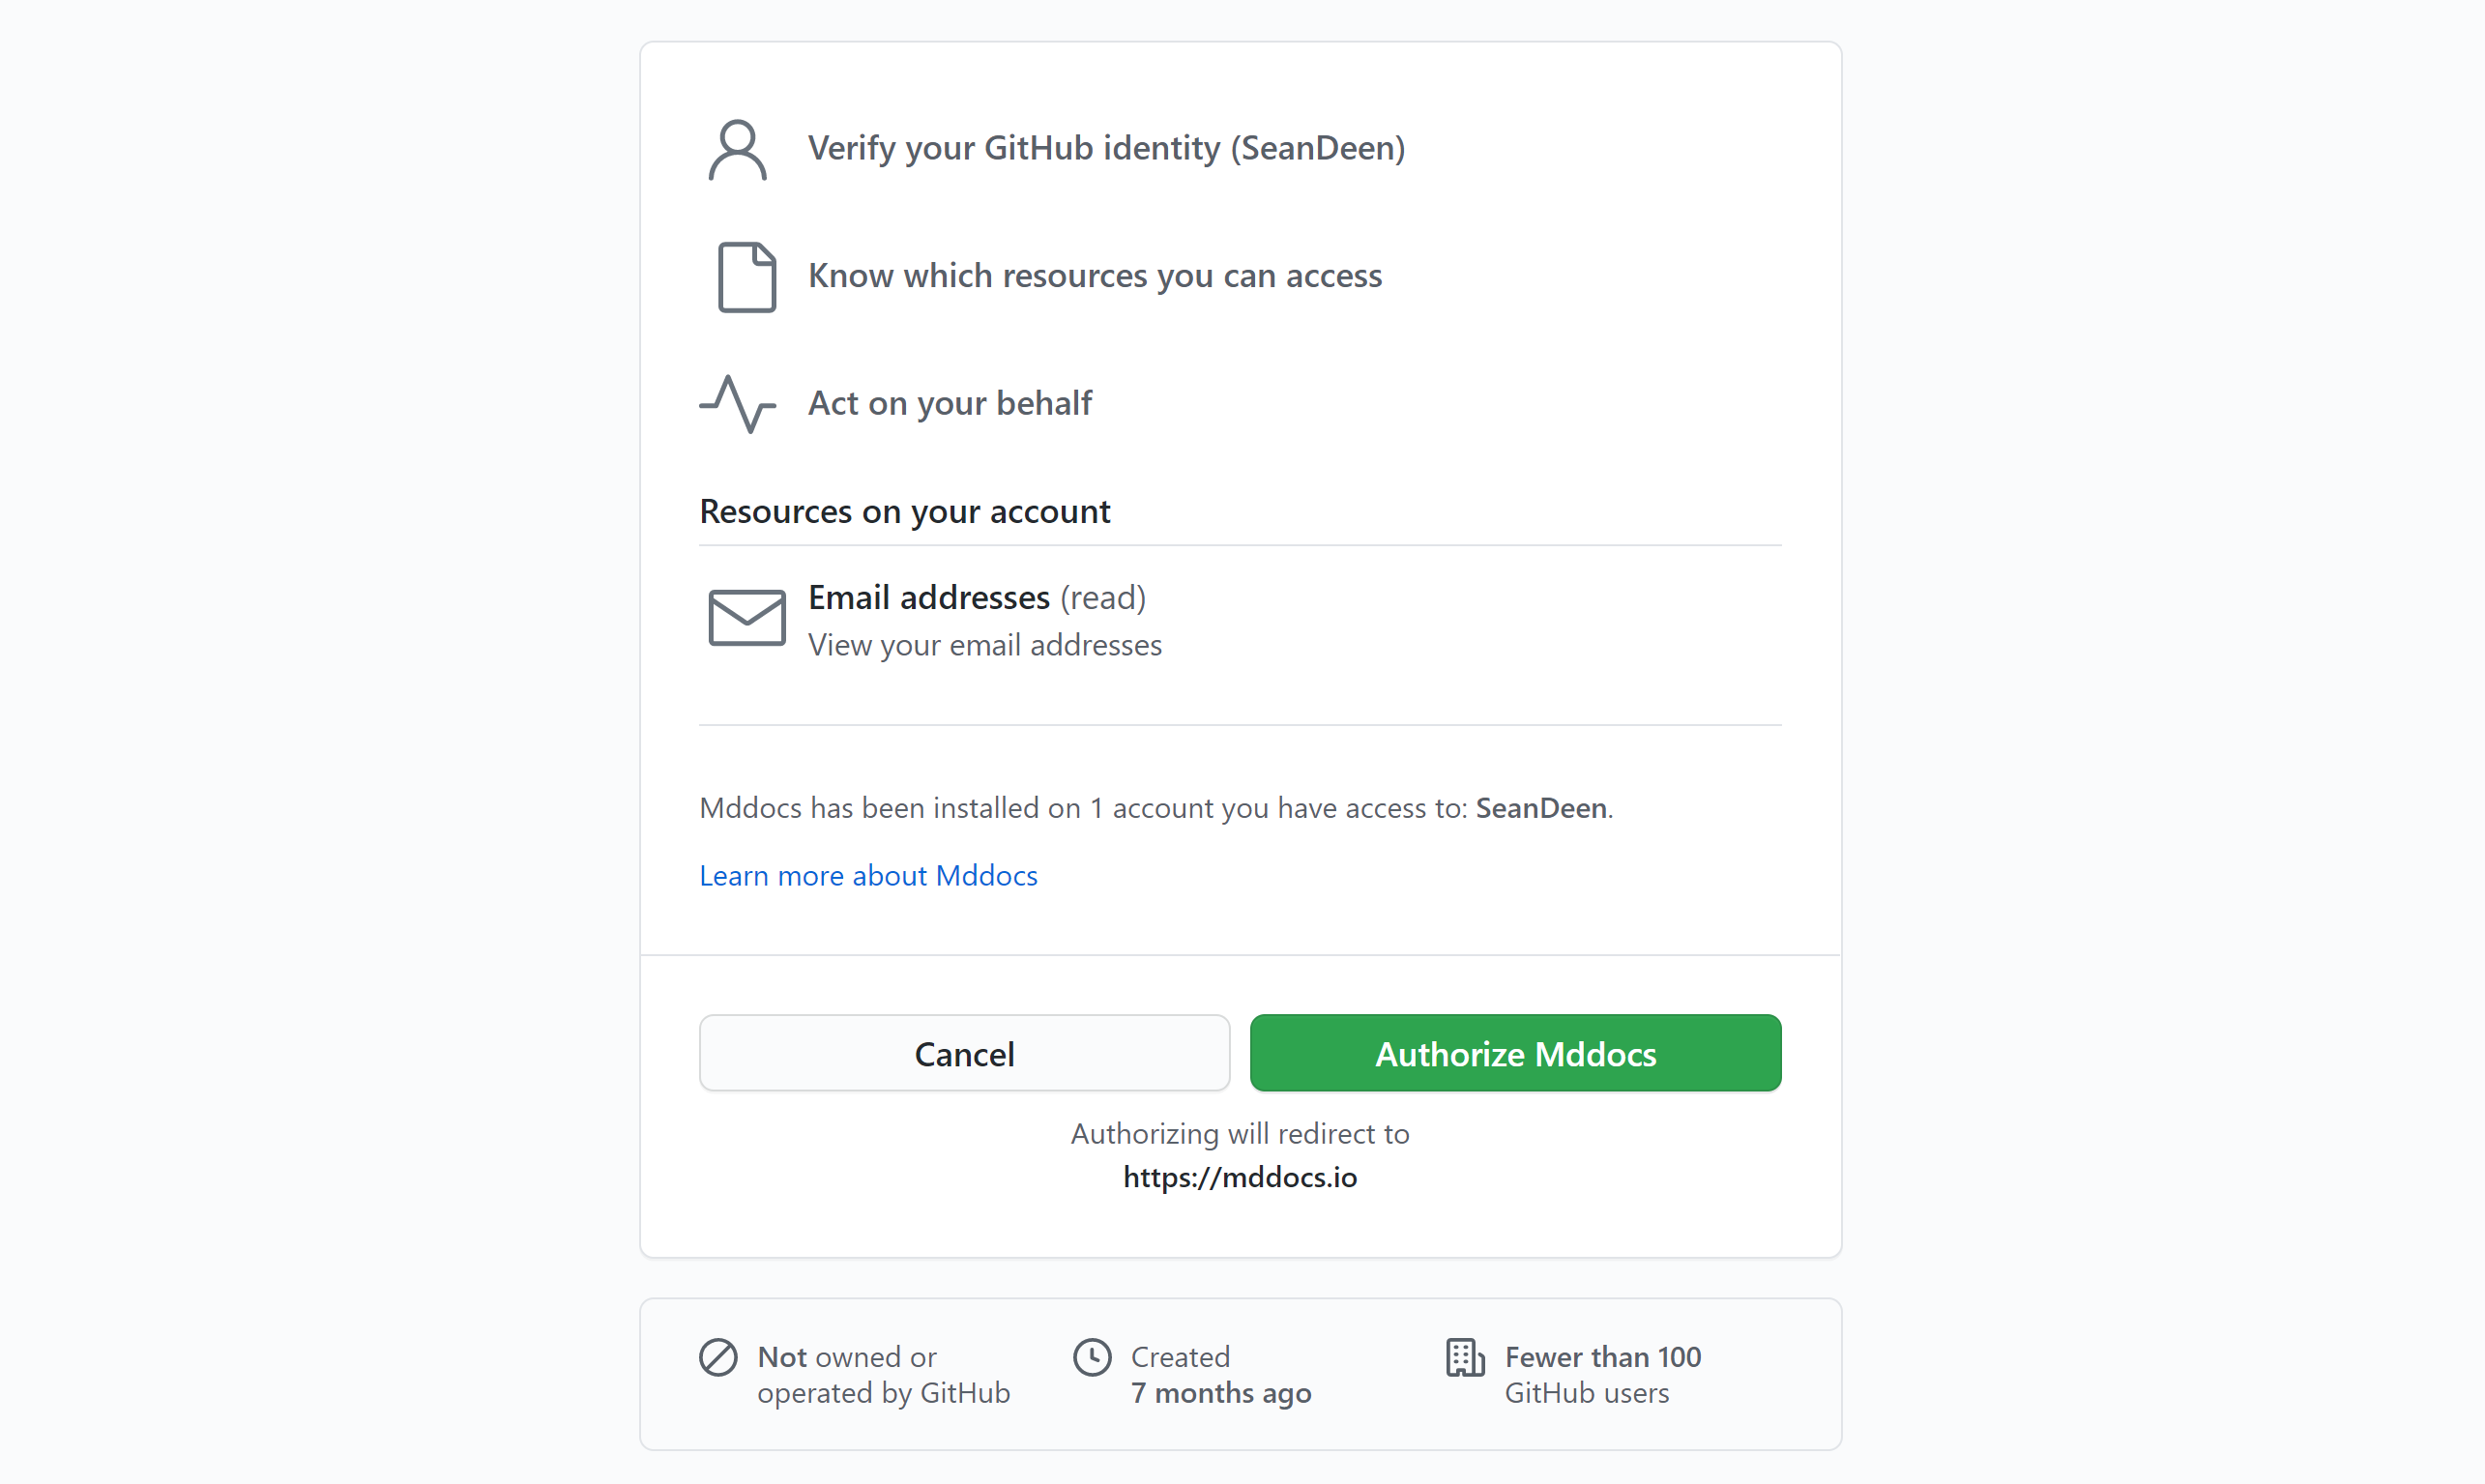 Verify your GitHub identity (SeanDeen)
Know which resources you can access
Act on your behalf
Resources on your account
Email addresses (read)
View your email addresses
Mddocs has been installed on 1 account you have access to: SeanDeen.
Learn more about Mddocs
Cancel
Authorize Mddocs
Authorizing will redirect to
https://mddocs.io
Not owned or
operated by GitHub
Created
7 months ago
Fewer than 100
GitHub users